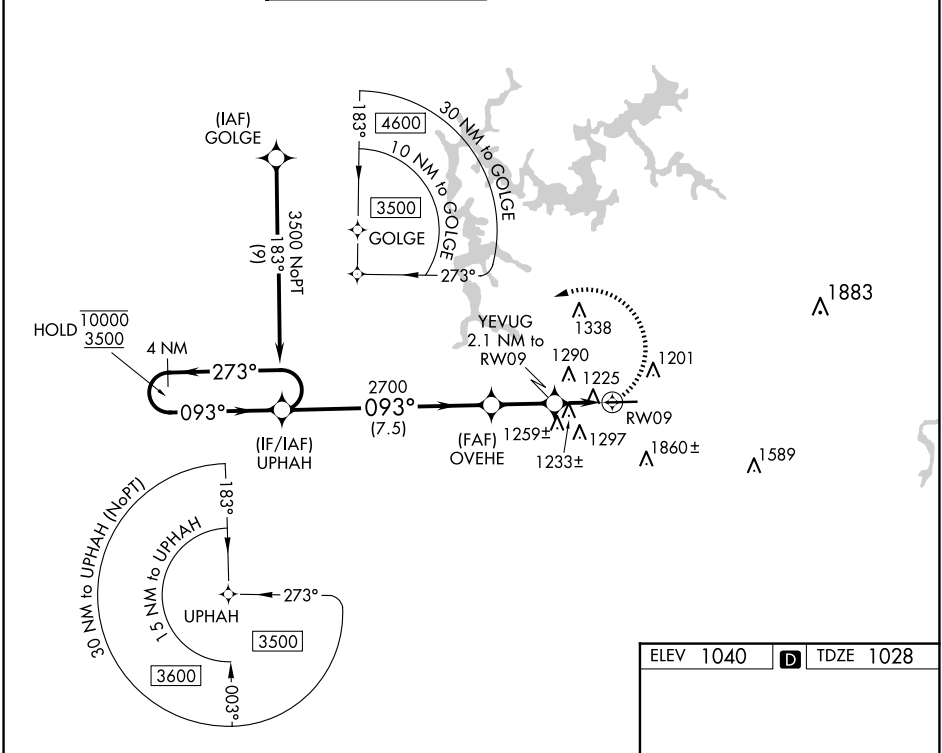 (IAF)
GOLGE
3500 NoPT
183°
(9)
183°
4600
30 NM to GOLGE
10 NM to GOLGE
3500
GOLGE
273°
HOLD 10000
3500
4 NM
273°
093°
(IF/IAF)
UPHAH
2700
093°
(7.5)
(FAF)
OVEHE
YEVUG
2.1 NM to
RW09
1338
1883
1290
1201
1225
RW09
1259±
1297
1233±
1860±
1589
30 NM to UPHAH (NoPT)
183°
15 NM to UPHAH
273°
UPHAH
3500
3600
003°
ELEV 1040 D TDZE 1028